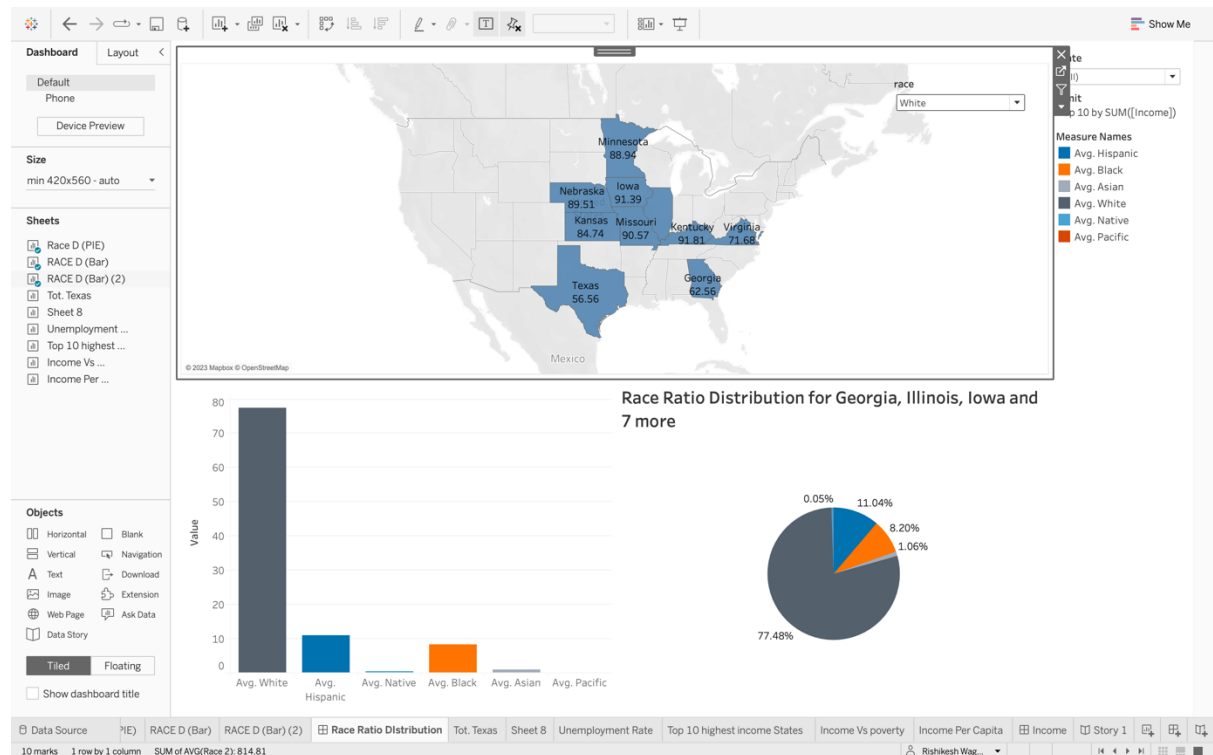 Show Me
Dashboard
Layout
Default
Phone
Device Preview
Size
min 420x560 - auto
Sheets
Race D (PIE)
RACE D (Bar)
RACE D (Bar) (2)
Tot. Texas
Sheet 8
Unemployment ...
Top 10 highest ...
Income Vs ...
Income Per ...
Objects
Horizontal
Blank
Vertical
Navigation
Text
Download
Image
Extension
Web Page
Ask Data
Data Story
Tiled
Floating
Show dashboard title
race
White
Minnesota
88.94
Nebraska
89.51
Iowa
91.39
Kansas
84.74
Missouri
90.57
Kentucky
91.81
Virginia
71.68
Texas
56.56
Georgia
62.56
Mexico
© 2023 Mapbox © OpenStreetMap
10 by SUM([Income])
Measure Names
Avg. Hispanic
Avg. Black
Avg. Asian
Avg. White
Avg. Native
Avg. Pacific
Value
80
70
60
50
40
30
20
10
0
Avg. White
Avg. Hispanic
Avg. Native
Avg. Black
Avg. Asian
Avg. Pacific
Race Ratio Distribution for Georgia, Illinois, Iowa and
7 more
0.05%
11.04%
8.20%
1.06%
77.48%
Data Source
PIE)
RACE D (Bar)
RACE D (Bar) (2)
Race Ratio DIstribution
Tot. Texas
Sheet 8
Unemployment Rate
Top 10 highest income States
Income Vs poverty
Income Per Capita
Income
Story 1
10 marks
1 row by 1 column
SUM of AVG(Race 2): 814.81
Rishikesh Wag...